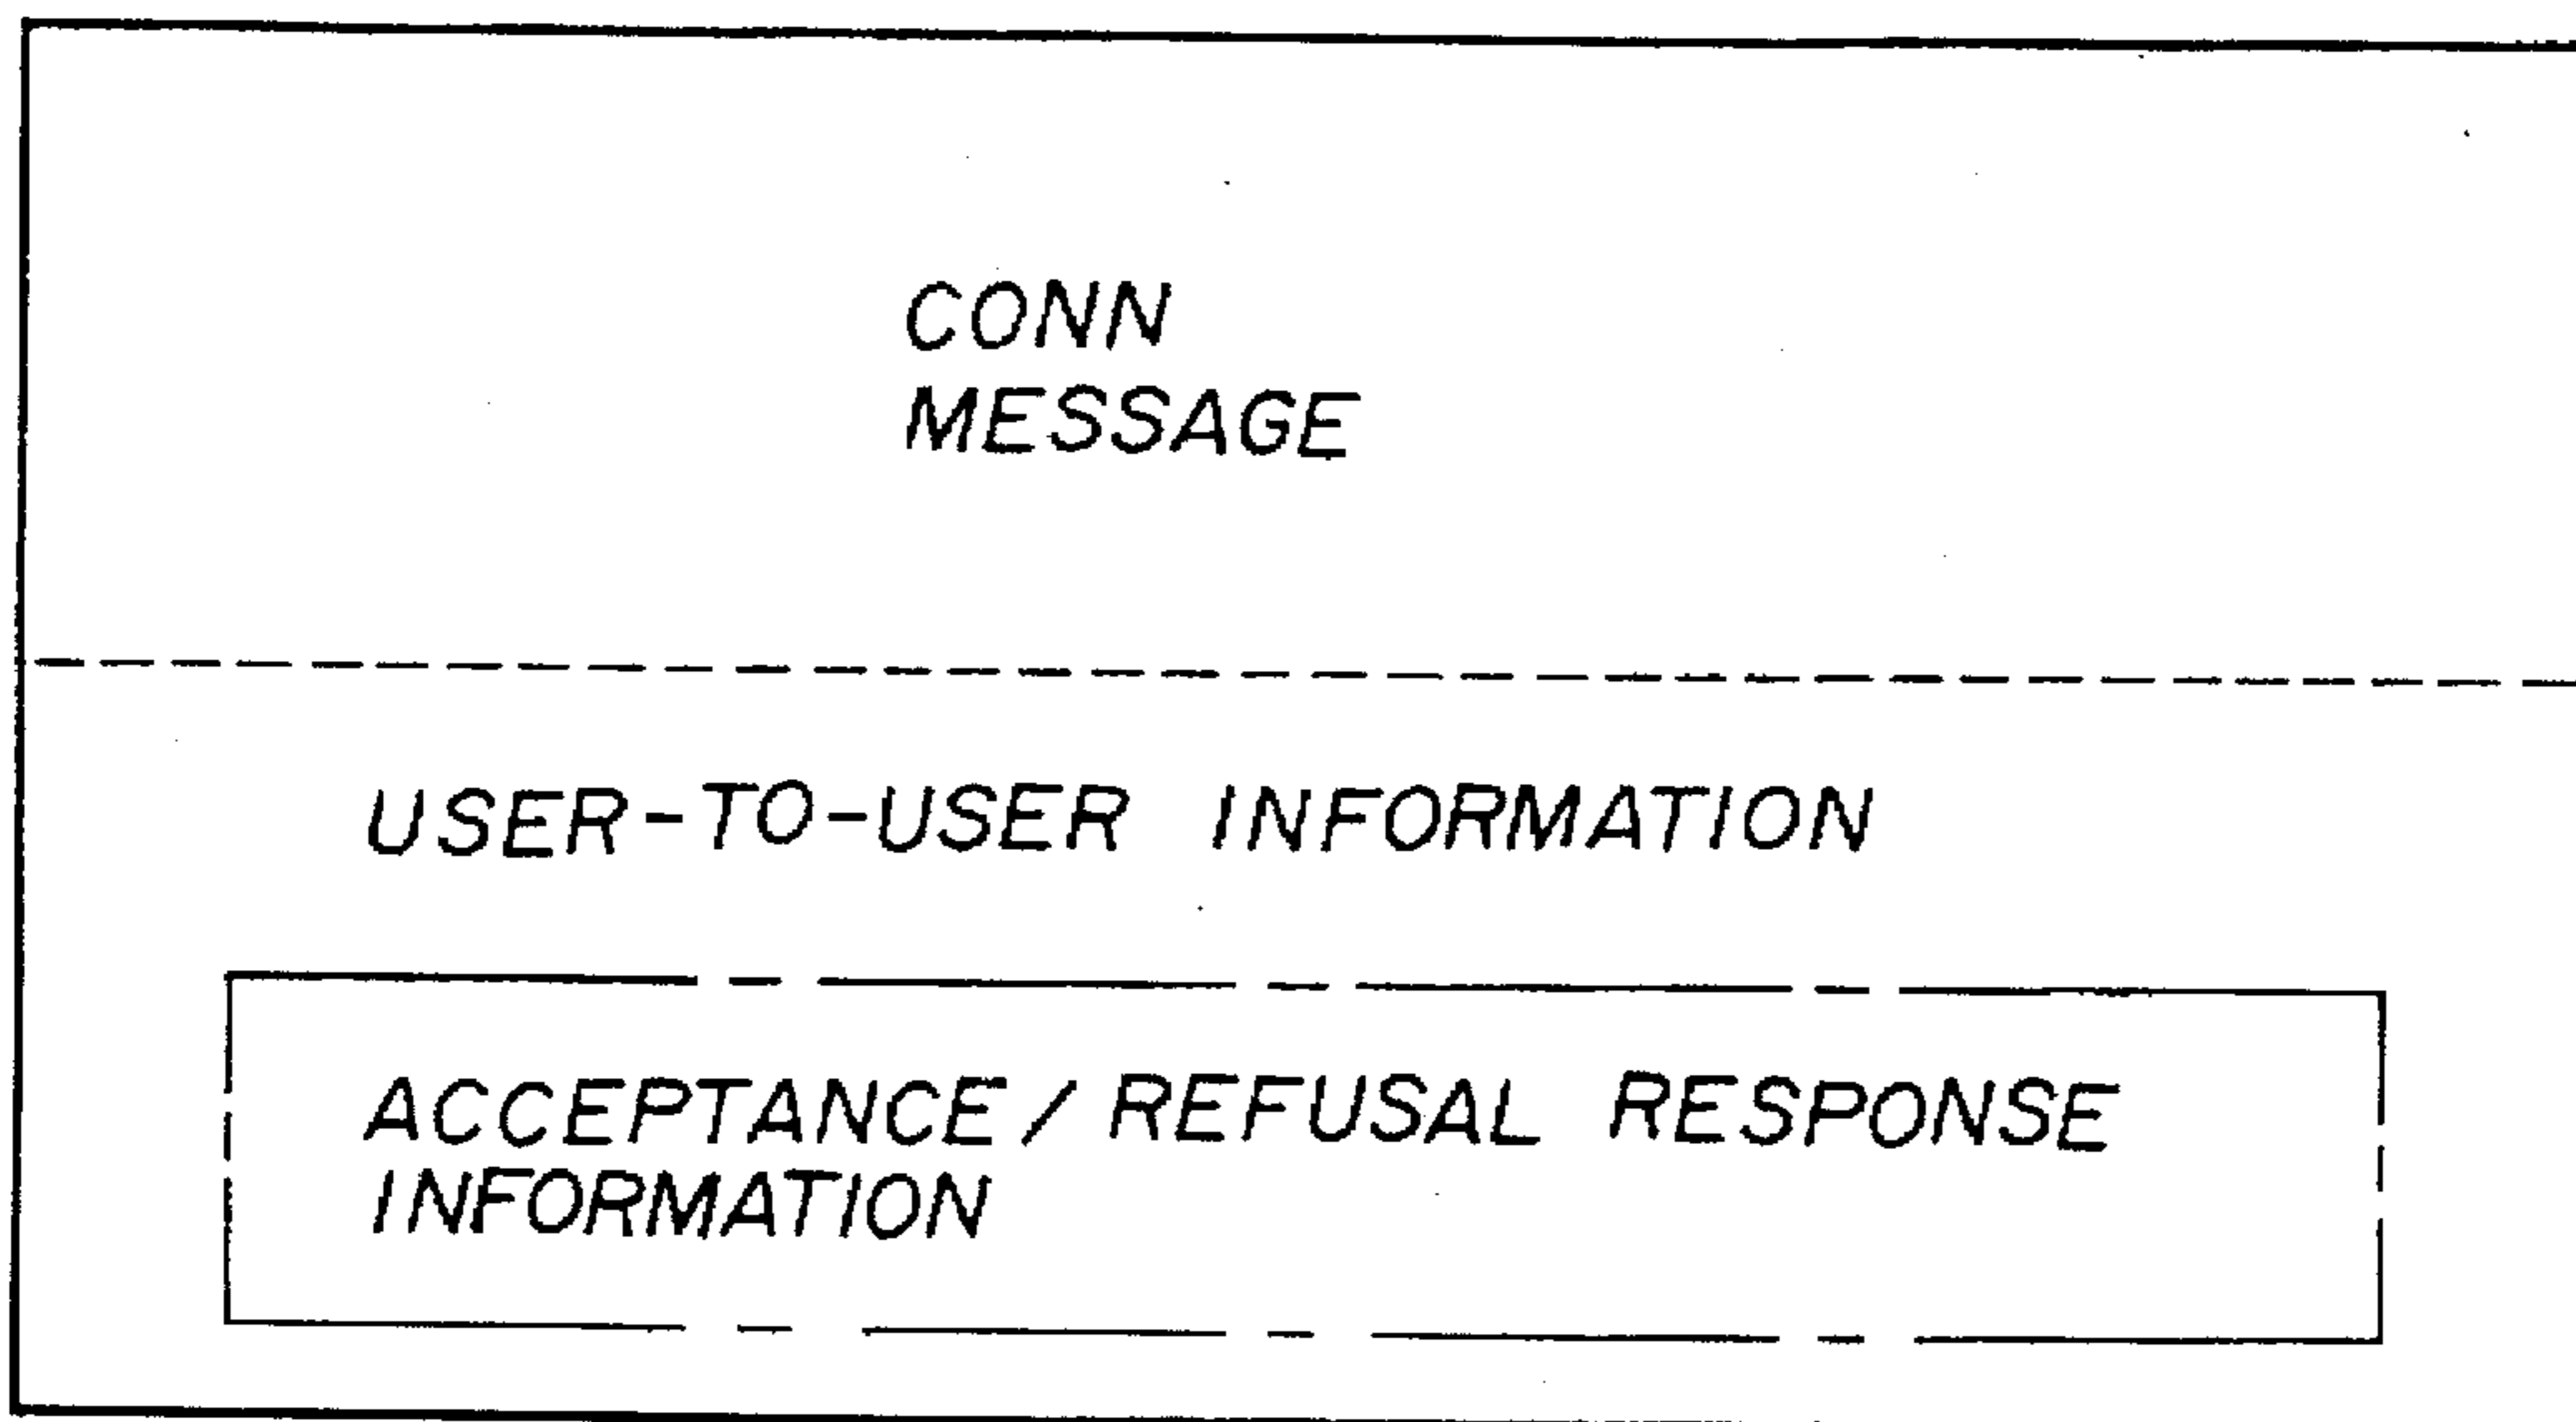 CONN
MESSAGE
USER-TO-USER INFORMATION
ACCEPTANCE/ REFUSAL RESPONSE
INFORMATION